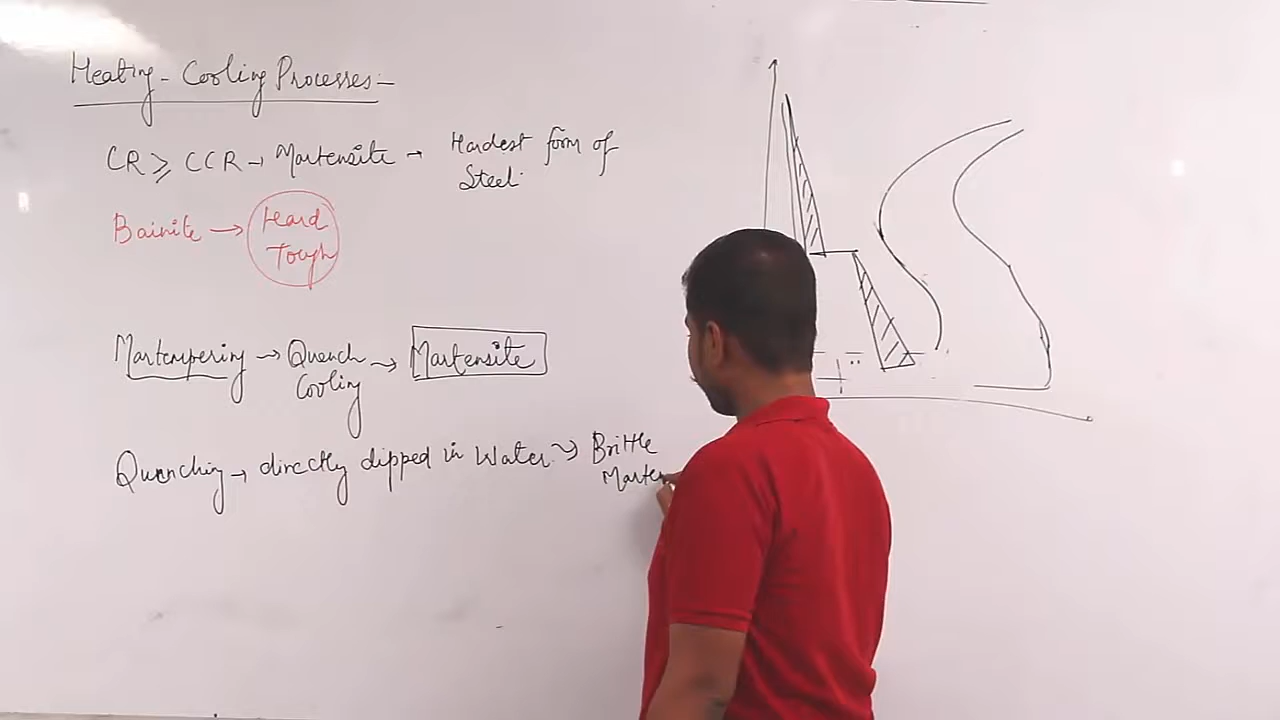 Heating - Cooling Processes:-
CR ≥ CCR → Martensite → Hardest form of
Steel.
Bainite → Hard
Tough
Martempering → Quench → Martensite
Cooling
Quenching → directly dipped in Water. → Brittle
Marten